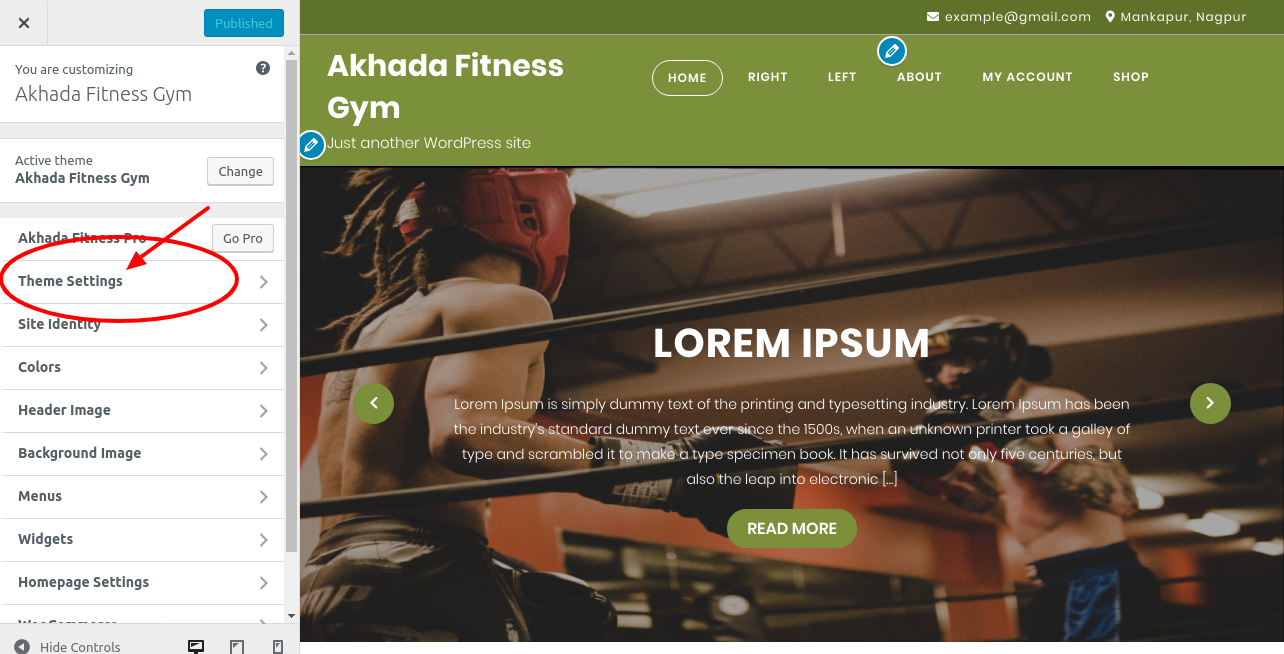 Published
You are customizing
Akhada Fitness Gym
Active theme
Akhada Fitness Gym
Change
Akhada Fitness Pro
Go Pro
Theme Settings
Site Identity
Colors
Header Image
Background Image
Menus
Widgets
Homepage Settings
WooCommerce
Hide Controls
example@gmail.com
Mankapur, Nagpur
Akhada Fitness
Gym
Just another WordPress site
HOME
RIGHT
LEFT
ABOUT
MY ACCOUNT
SHOP
LOREM IPSUM
Lorem Ipsum is simply dummy text of the printing and typesetting industry. Lorem Ipsum has been
the industry's standard dummy text ever since the 1500s, when an unknown printer took a galley of
type and scrambled it to make a type specimen book. It has survived not only five centuries, but
also the leap into electronic [...]
READ MORE